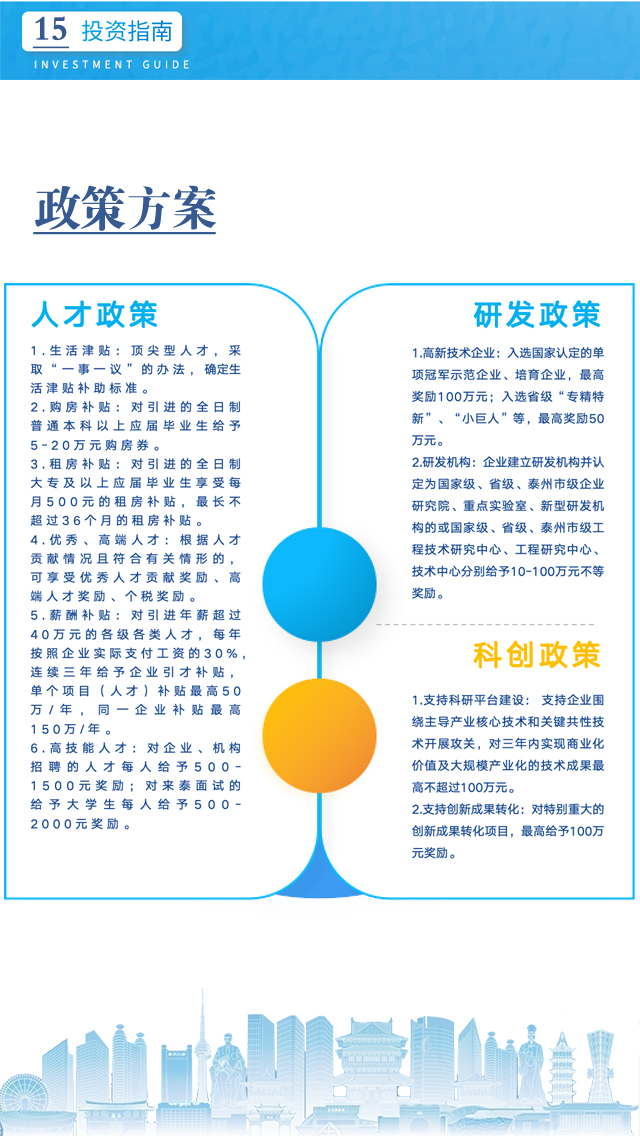 15 投资指南
INVESTMENT GUIDE
政策方案
人才政策
1.生活津贴：顶尖型人才，采
取“一事一议”的办法，确定生
活津贴补助标准。
2.购房补贴：对引进的全日制
普通本科以上应届毕业生给予
5-20万元购房券。
3.租房补贴：对引进的全日制
大专及以上应届毕业生享受每
月500元的租房补贴，最长不
超过36个月的租房补贴。
4.优秀、高端人才：根据人才
贡献情况且符合有关情形的，
可享受优秀人才贡献奖励、高
端人才奖励、个税奖励。
5.薪酬补贴：对引进年薪超过
40万元的各级各类人才，每年
按照企业实际支付工资的30%，
连续三年给予企业引才补贴，
单个项目（人才）补贴最高50
万/年，同一企业补贴最高
150万/年。
6.高技能人才：对企业、机构
招聘的人才每人给予500-
1500元奖励；对来泰面试的
给予大学生每人给予500-
2000元奖励。
研发政策
1.高新技术企业：入选国家认定的单
项冠军示范企业、培育企业，最高
奖励100万元；入选省级“专精特
新”、“小巨人”等，最高奖励50
万元。
2.研发机构：企业建立研发机构并认
定为国家级、省级、泰州市级企业
研究院、重点实验室、新型研发机
构的或国家级、省级、泰州市级工
程技术研究中心、工程研究中心、
技术中心分别给予10-100万元不等
奖励。
科创政策
1.支持科研平台建设： 支持企业围
绕主导产业核心技术和关键共性技
术开展攻关，对三年内实现商业化
价值及大规模产业化的技术成果最
高不超过100万元。
2.支持创新成果转化：对特别重大的
创新成果转化项目，最高给予100万
元奖励。